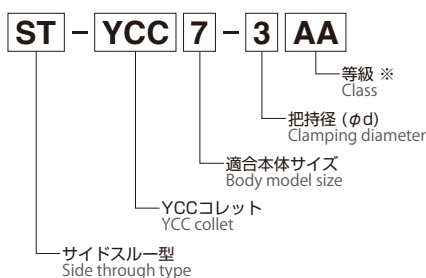 ST - YCC 7 - 3 AA
等級 ※
Class
把持径 (φd)
Clamping diameter
適合本体サイズ
Body model size
YCCコレット
YCC collet
サイドスルー型
Side through type